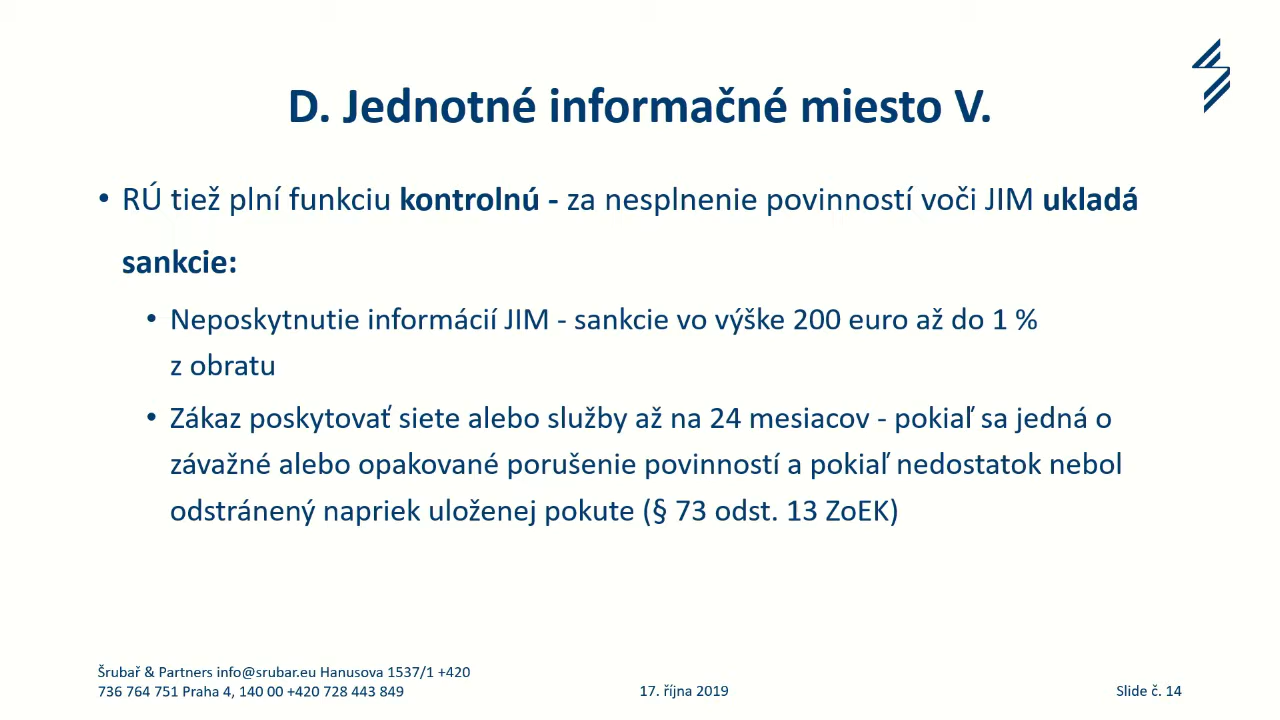 D. Jednotné informačné miesto V.
• RÚ tiež plní funkciu kontrolnú - za nesplnenie povinností voči JIM ukladá
sankcie:
• Neposkytnutie informácií JIM - sankcie vo výške 200 euro až do 1 %
z obratu
• Zákaz poskytovať siete alebo služby až na 24 mesiacov - pokiaľ sa jedná o
závažné alebo opakované porušenie povinností a pokiaľ nedostatok nebol
odstránený napriek uloženej pokute (§ 73 odst. 13 ZoEK)
Šrubař & Partners info@srubar.eu Hanusova 1537/1 +420
736 764 751 Praha 4, 140 00 +420 728 443 849
17. října 2019
Slide č. 14